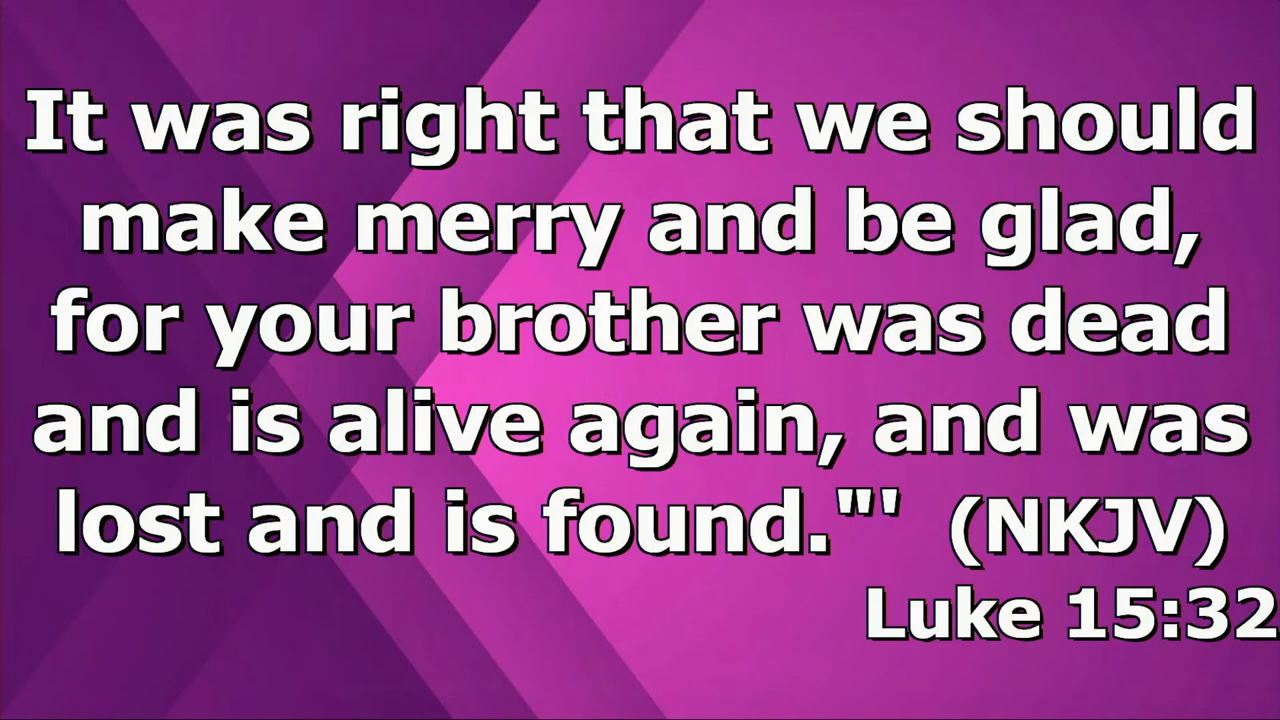 It was right that we should
make merry and be glad,
for your brother was dead
and is alive again, and was
lost and is found."' (NKJV)
Luke 15:32